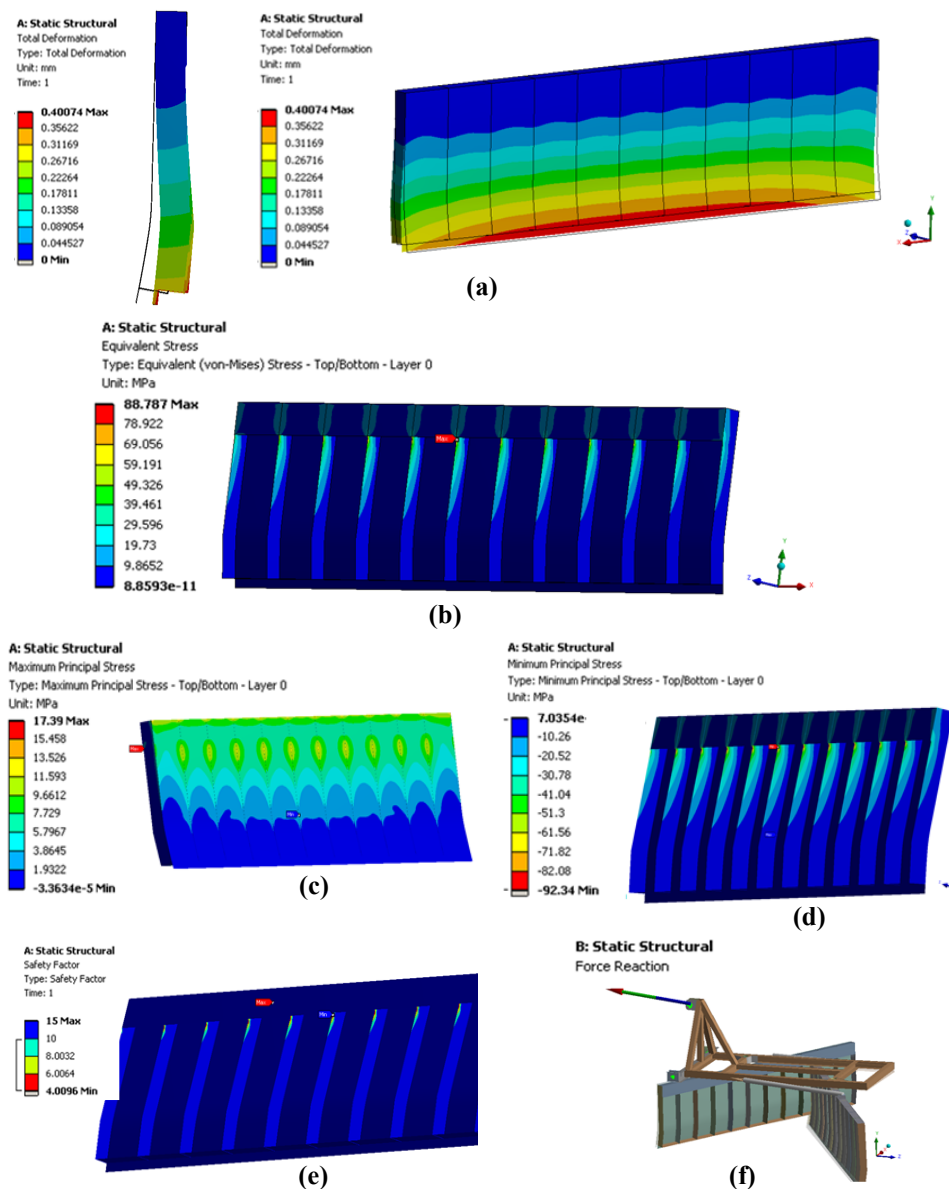 A: Static Structural
Total Deformation
Type: Total Deformation
Unit: mm
Time: 1
0.40074 Max
0.35622
0.31169
0.26716
0.22264
0.17811
0.13358
0.089054
0.044527
0 Min
A: Static Structural
Total Deformation
Type: Total Deformation
Unit: mm
Time: 1
0.40074 Max
0.35622
0.31169
0.26716
0.22264
0.17811
0.13358
0.089054
0.044527
0 Min
Y
Z
X
(a)
A: Static Structural
Equivalent Stress
Type: Equivalent (von-Mises) Stress - Top/Bottom - Layer 0
Unit: MPa
88.787 Max
78.922
69.056
59.191
49.326
39.461
29.596
19.73
9.8652
8.8593e-11
Max
Y
Z
X
(b)
A: Static Structural
Maximum Principal Stress
Type: Maximum Principal Stress - Top/Bottom - Layer 0
Unit: MPa
17.39 Max
15.458
13.526
11.593
9.6612
7.729
5.7967
3.8645
1.9322
-3.3634e-5 Min
Max
Min
(c)
A: Static Structural
Minimum Principal Stress
Type: Minimum Principal Stress - Top/Bottom - Layer 0
Unit: MPa
7.0354e-
-10.26
-20.52
-30.78
-41.04
-51.3
-61.56
-71.82
-82.08
-92.34 Min
(d)
A: Static Structural
Safety Factor
Type: Safety Factor
Time: 1
15 Max
10
8.0032
6.0064
4.0096 Min
Max
Min
(e)
B: Static Structural
Force Reaction
Y
Z
(f)